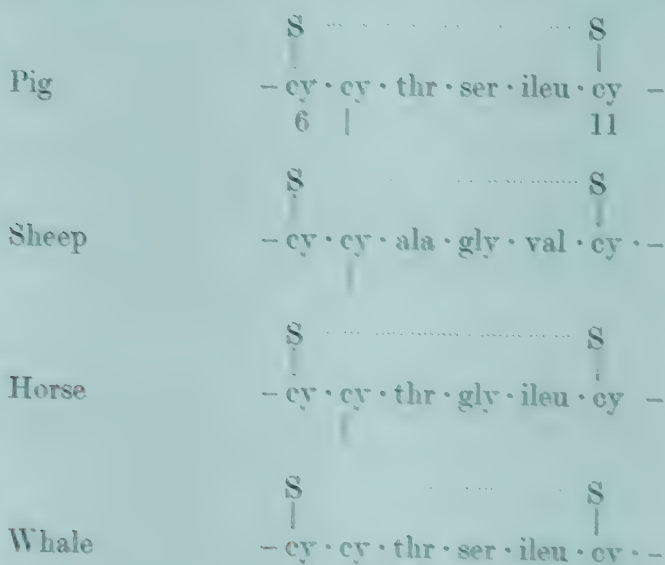 S S
Pig – cy · cy · thr · ser · ileu · cy –
6 11
S S
Sheep – cy · cy · ala · gly · val · cy · –
S S
Horse – cy · cy · thr · gly · ileu · cy –
S S
Whale – cy · cy · thr · ser · ileu · cy · –